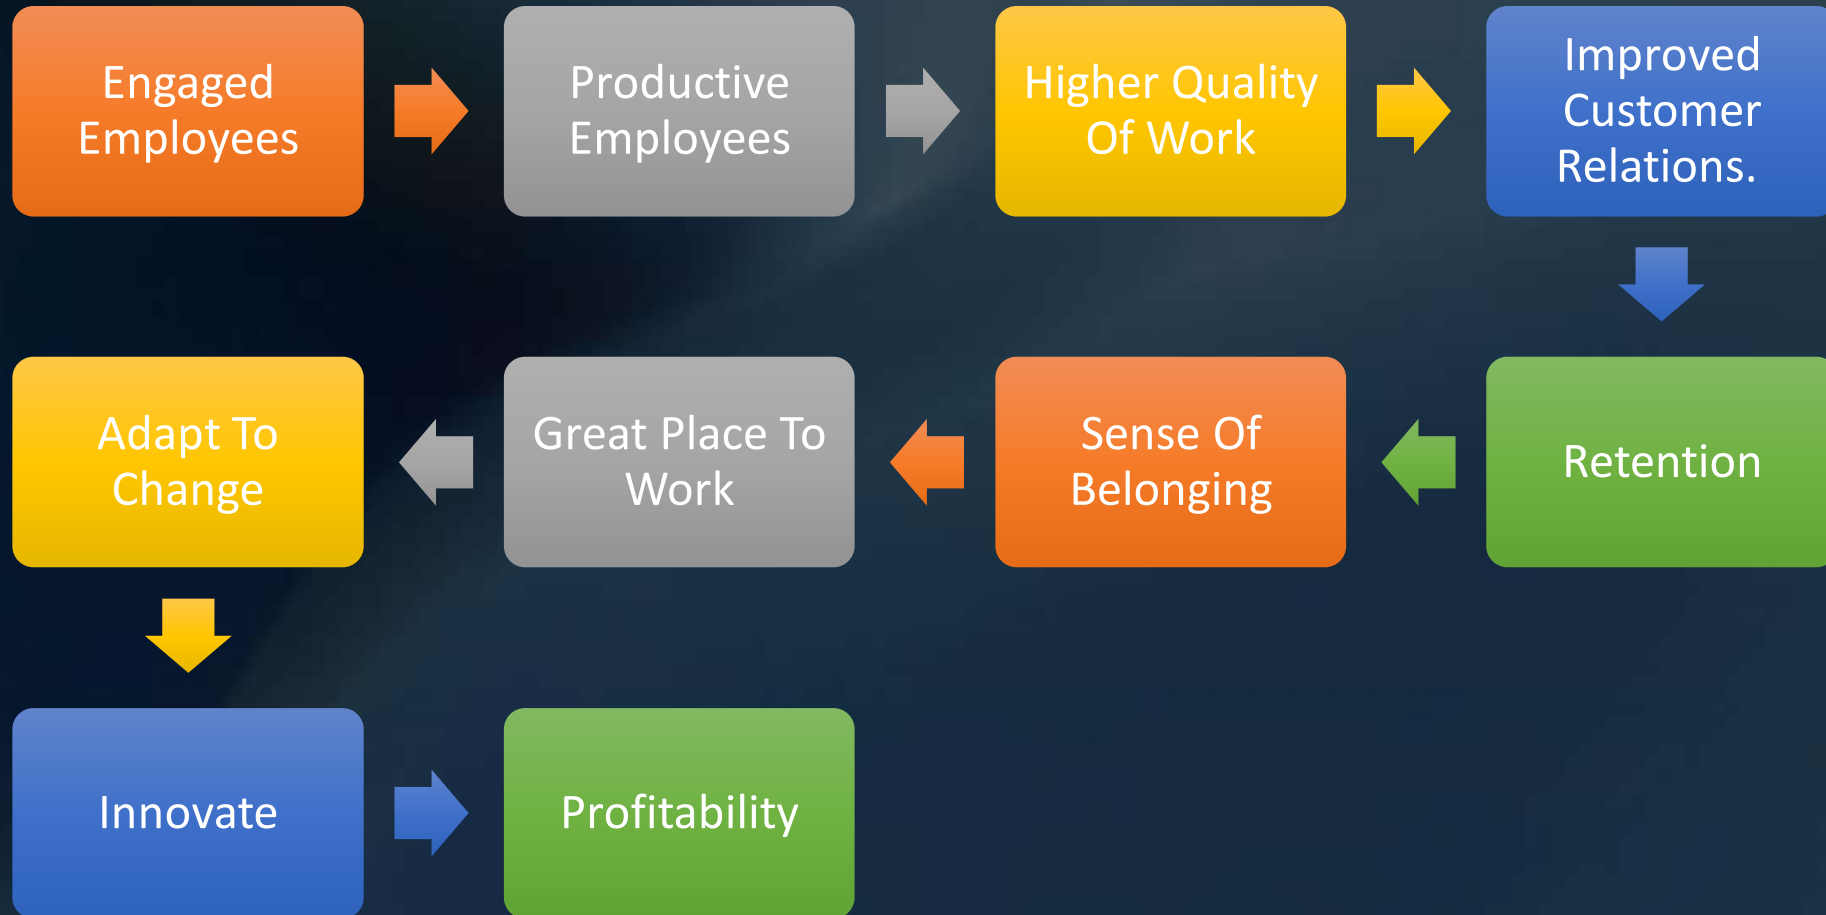 Engaged
Employees
Productive
Employees
Higher Quality
Of Work
Improved
Customer
Relations.
Retention
Sense Of
Belonging
Great Place To
Work
Adapt To
Change
Innovate
Profitability